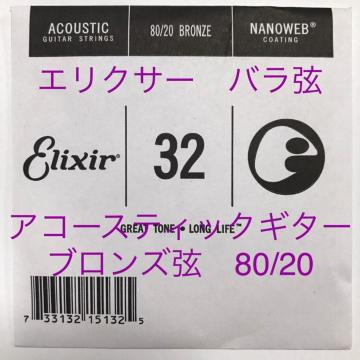 ACOUSTIC
GUITAR STRINGS
80/20 BRONZE
NANOWEB®
COATING
エリクサー　バラ弦
Elixir®
32
アコースティックギター
GREAT TONE • LONG LIFE™
ブロンズ弦　80/20
7 33132 15132 5